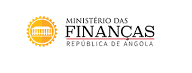 MINISTÉRIO DAS
FINANÇAS
REPÚBLICA DE ANGOLA